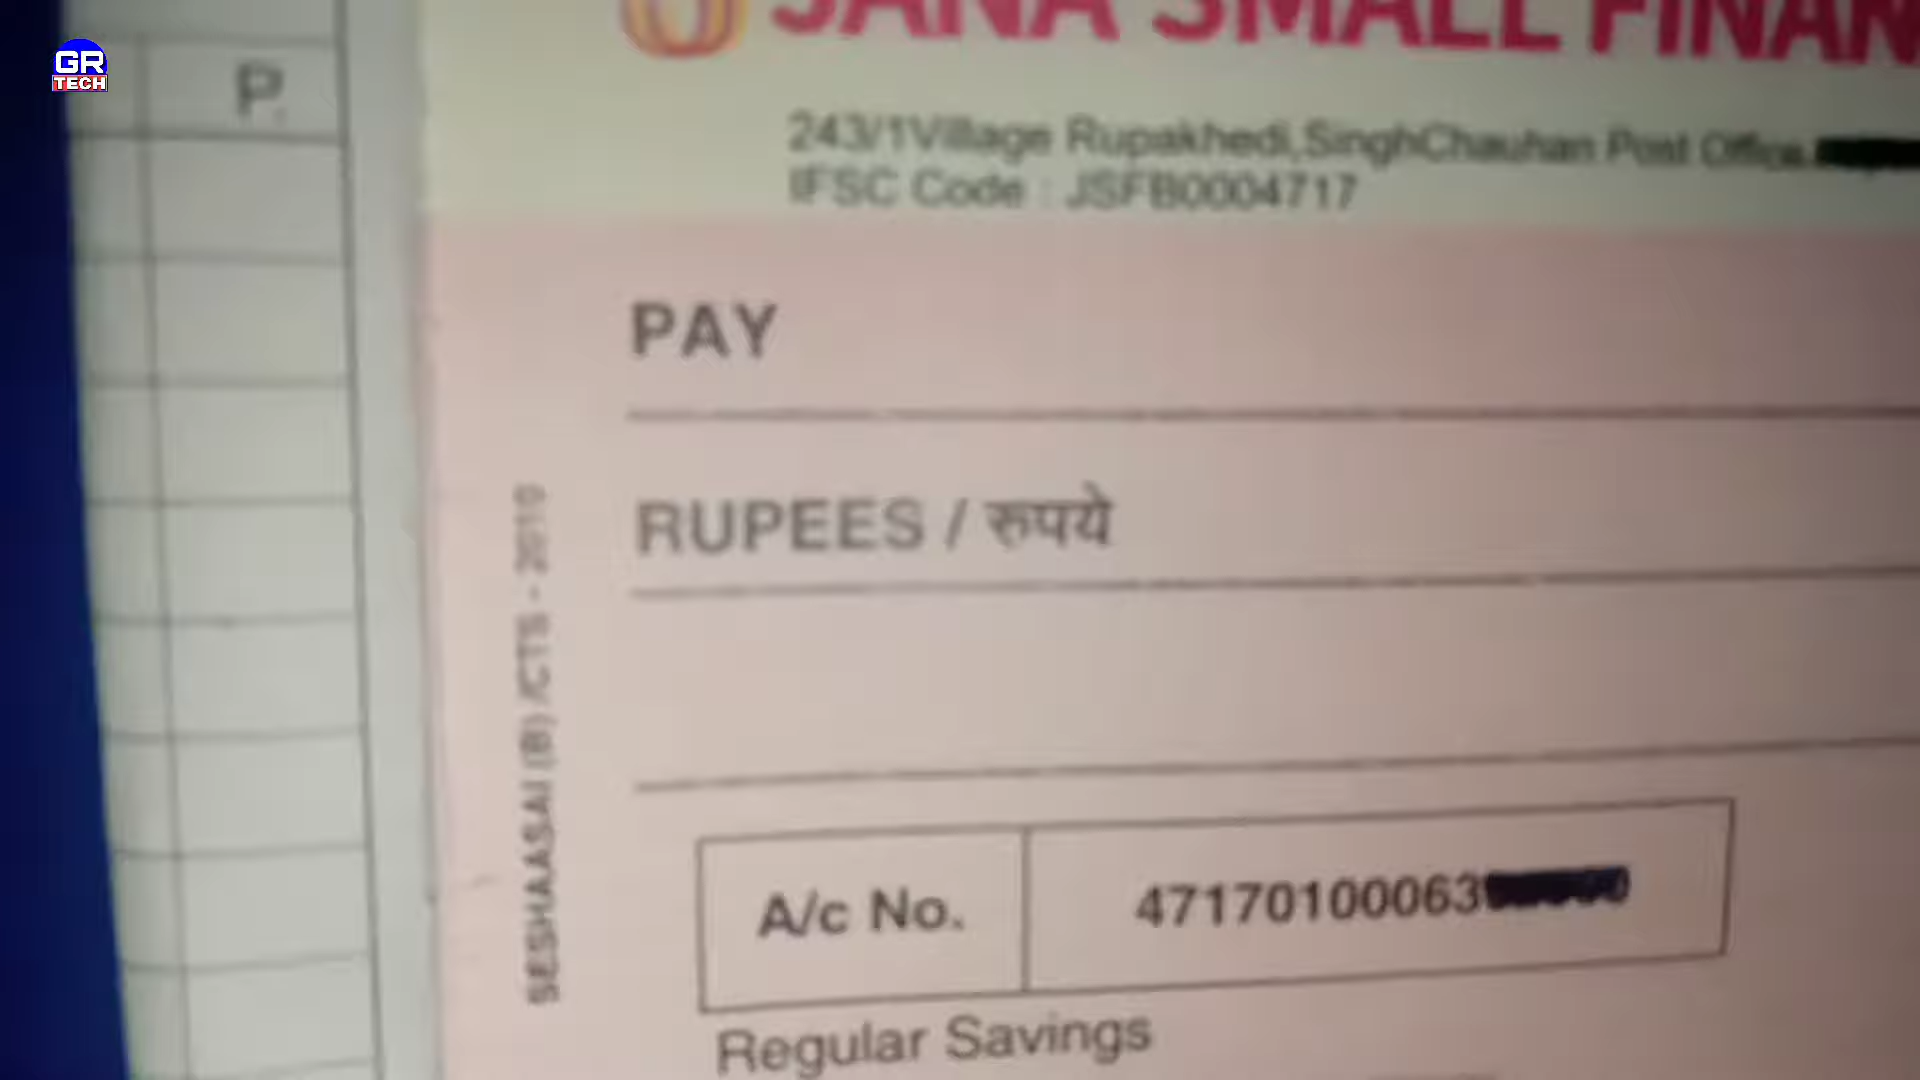 GR
TECH
P.
JANA SMALL FINAN
243/1Village Rupakhedi,SinghChauhan Post Office
IFSC Code : JSFB0004717
PAY
RUPEES / रुपये
SESHAASAI (B) /CTS - 2010
A/c No. 47170100063
Regular Savings